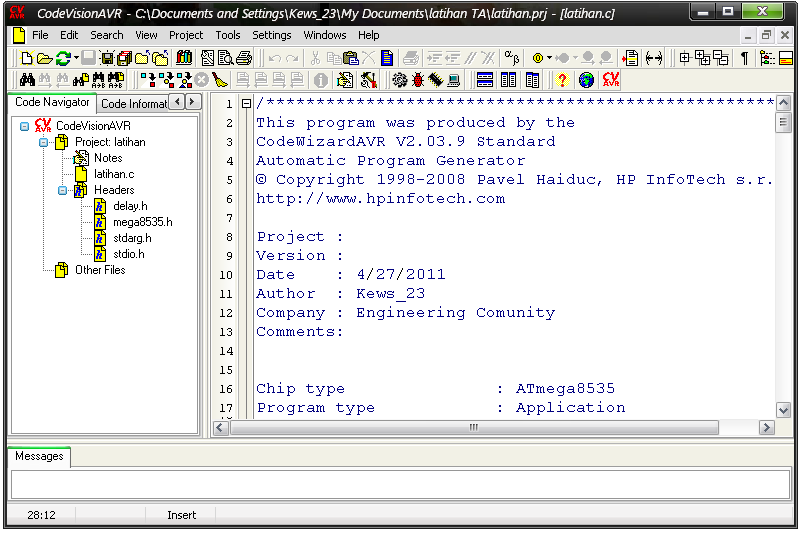 CodeVisionAVR - C:\Documents and Settings\Kews_23\My Documents\latihan TA\latihan.prj - [latihan.c]
File Edit Search View Project Tools Settings Windows Help
Code Navigator Code Informat
CodeVisionAVR
Project: latihan
Notes
latihan.c
Headers
delay.h
mega8535.h
stdarg.h
stdio.h
Other Files
1 /***************************************************
2 This program was produced by the
3 CodeWizardAVR V2.03.9 Standard
4 Automatic Program Generator
5 © Copyright 1998-2008 Pavel Haiduc, HP InfoTech s.r.
6 http://www.hpinfotech.com
7
8 Project :
9 Version :
10 Date : 4/27/2011
11 Author : Kews_23
12 Company : Engineering Comunity
13 Comments:
14
15
16 Chip type : ATmega8535
17 Program type : Application
Messages
28:12 Insert